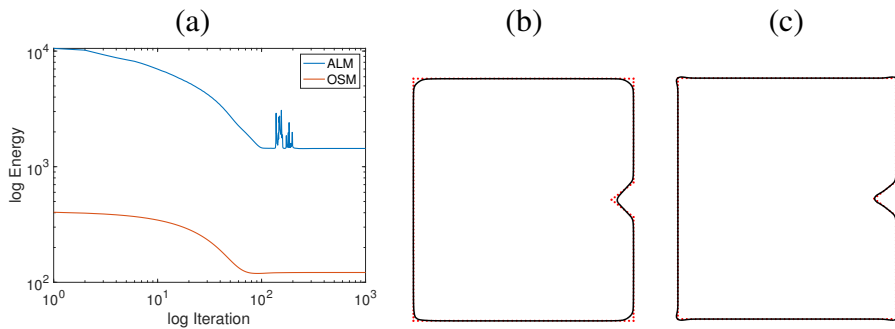 (a)
(b)
(c)
10^4
10^3
10^2
log Energy
ALM
OSM
10^0
10^1
10^2
10^3
log Iteration